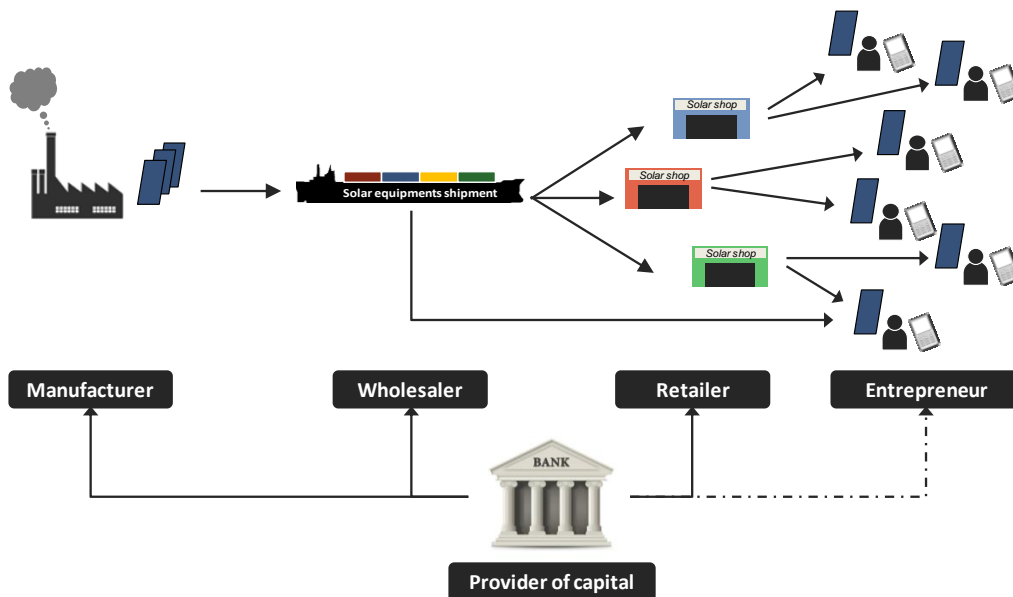 Solar shop
Solar shop
Solar equipments shipment
Solar shop
Manufacturer
Wholesaler
Retailer
Entrepreneur
BANK
Provider of capital